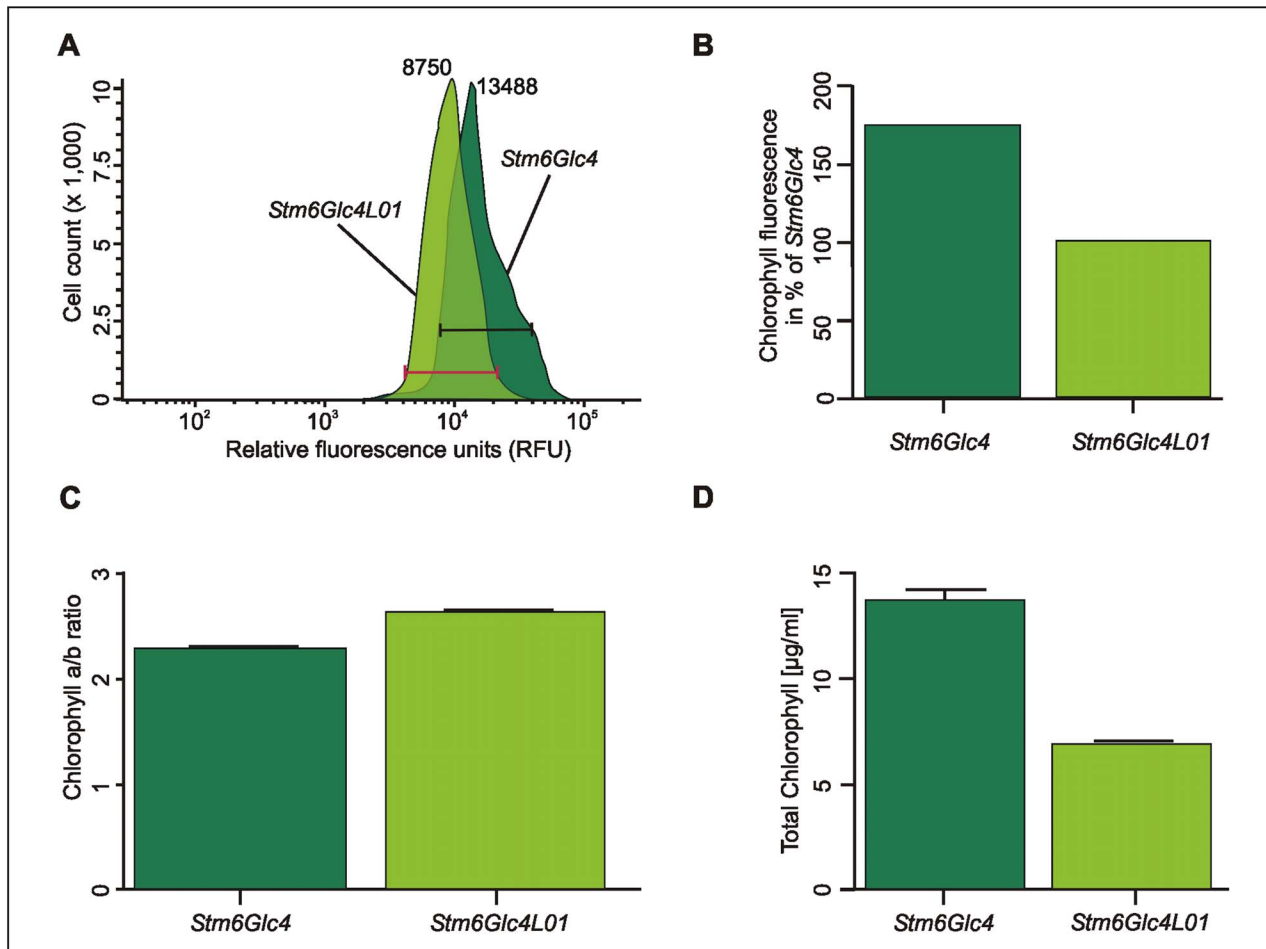 A
8750
13488
Stm6Glc4
Stm6Glc4L01
Cell count (x 1,000)
10
7.5
5
2.5
0
10²
10³
10⁴
10⁵
Relative fluorescence units (RFU)
B
Chlorophyll fluorescence
in % of Stm6Glc4
200
150
100
50
0
Stm6Glc4
Stm6Glc4L01
C
Chlorophyll a/b ratio
3
2
1
0
Stm6Glc4
Stm6Glc4L01
D
Total Chlorophyll [µg/ml]
15
10
5
0
Stm6Glc4
Stm6Glc4L01